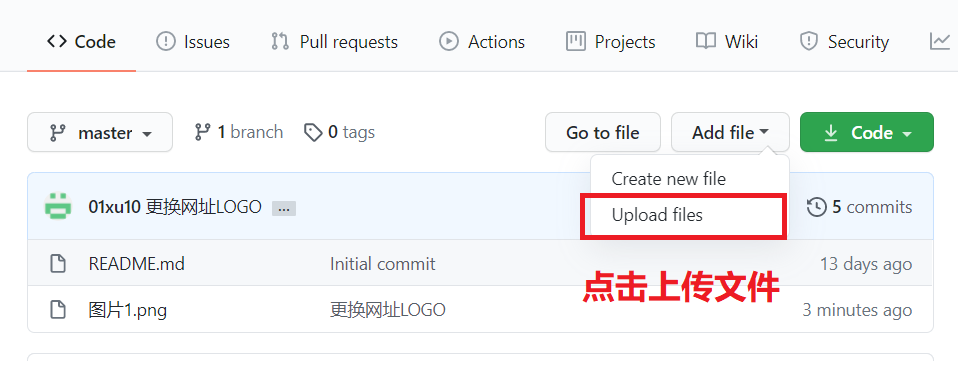 Code Issues Pull requests Actions Projects Wiki Security
master 1 branch 0 tags Go to file Add file Code
Create new file
01xu10 更换网址LOGO ... Upload files 5 commits
README.md Initial commit 13 days ago
点击上传文件
图片1.png 更换网址LOGO 3 minutes ago